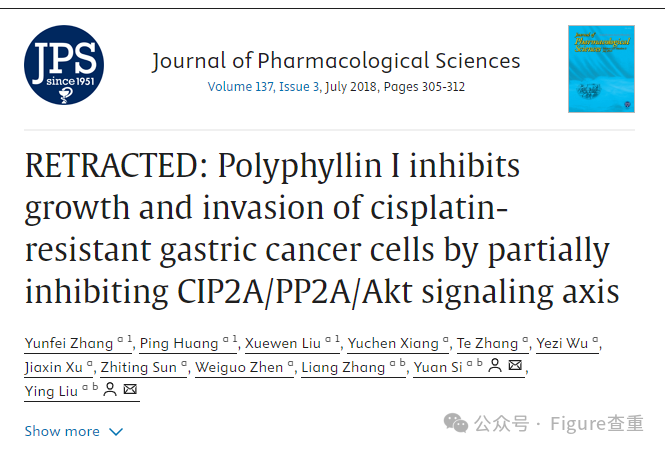 JPS
since 1951
Journal of Pharmacological Sciences
Volume 137, Issue 3, July 2018, Pages 305-312
Journal of
Pharmacological
Sciences
RETRACTED: Polyphyllin I inhibits
growth and invasion of cisplatin-
resistant gastric cancer cells by partially
inhibiting CIP2A/PP2A/Akt signaling axis
Yunfei Zhang a 1, Ping Huang a 1, Xuewen Liu a 1, Yuchen Xiang a, Te Zhang a, Yezi Wu a,
Jiaxin Xu a, Zhiting Sun a, Weiguo Zhen a, Liang Zhang a b, Yuan Si a b,
Ying Liu a b
Show more
公众号 · Figure查重